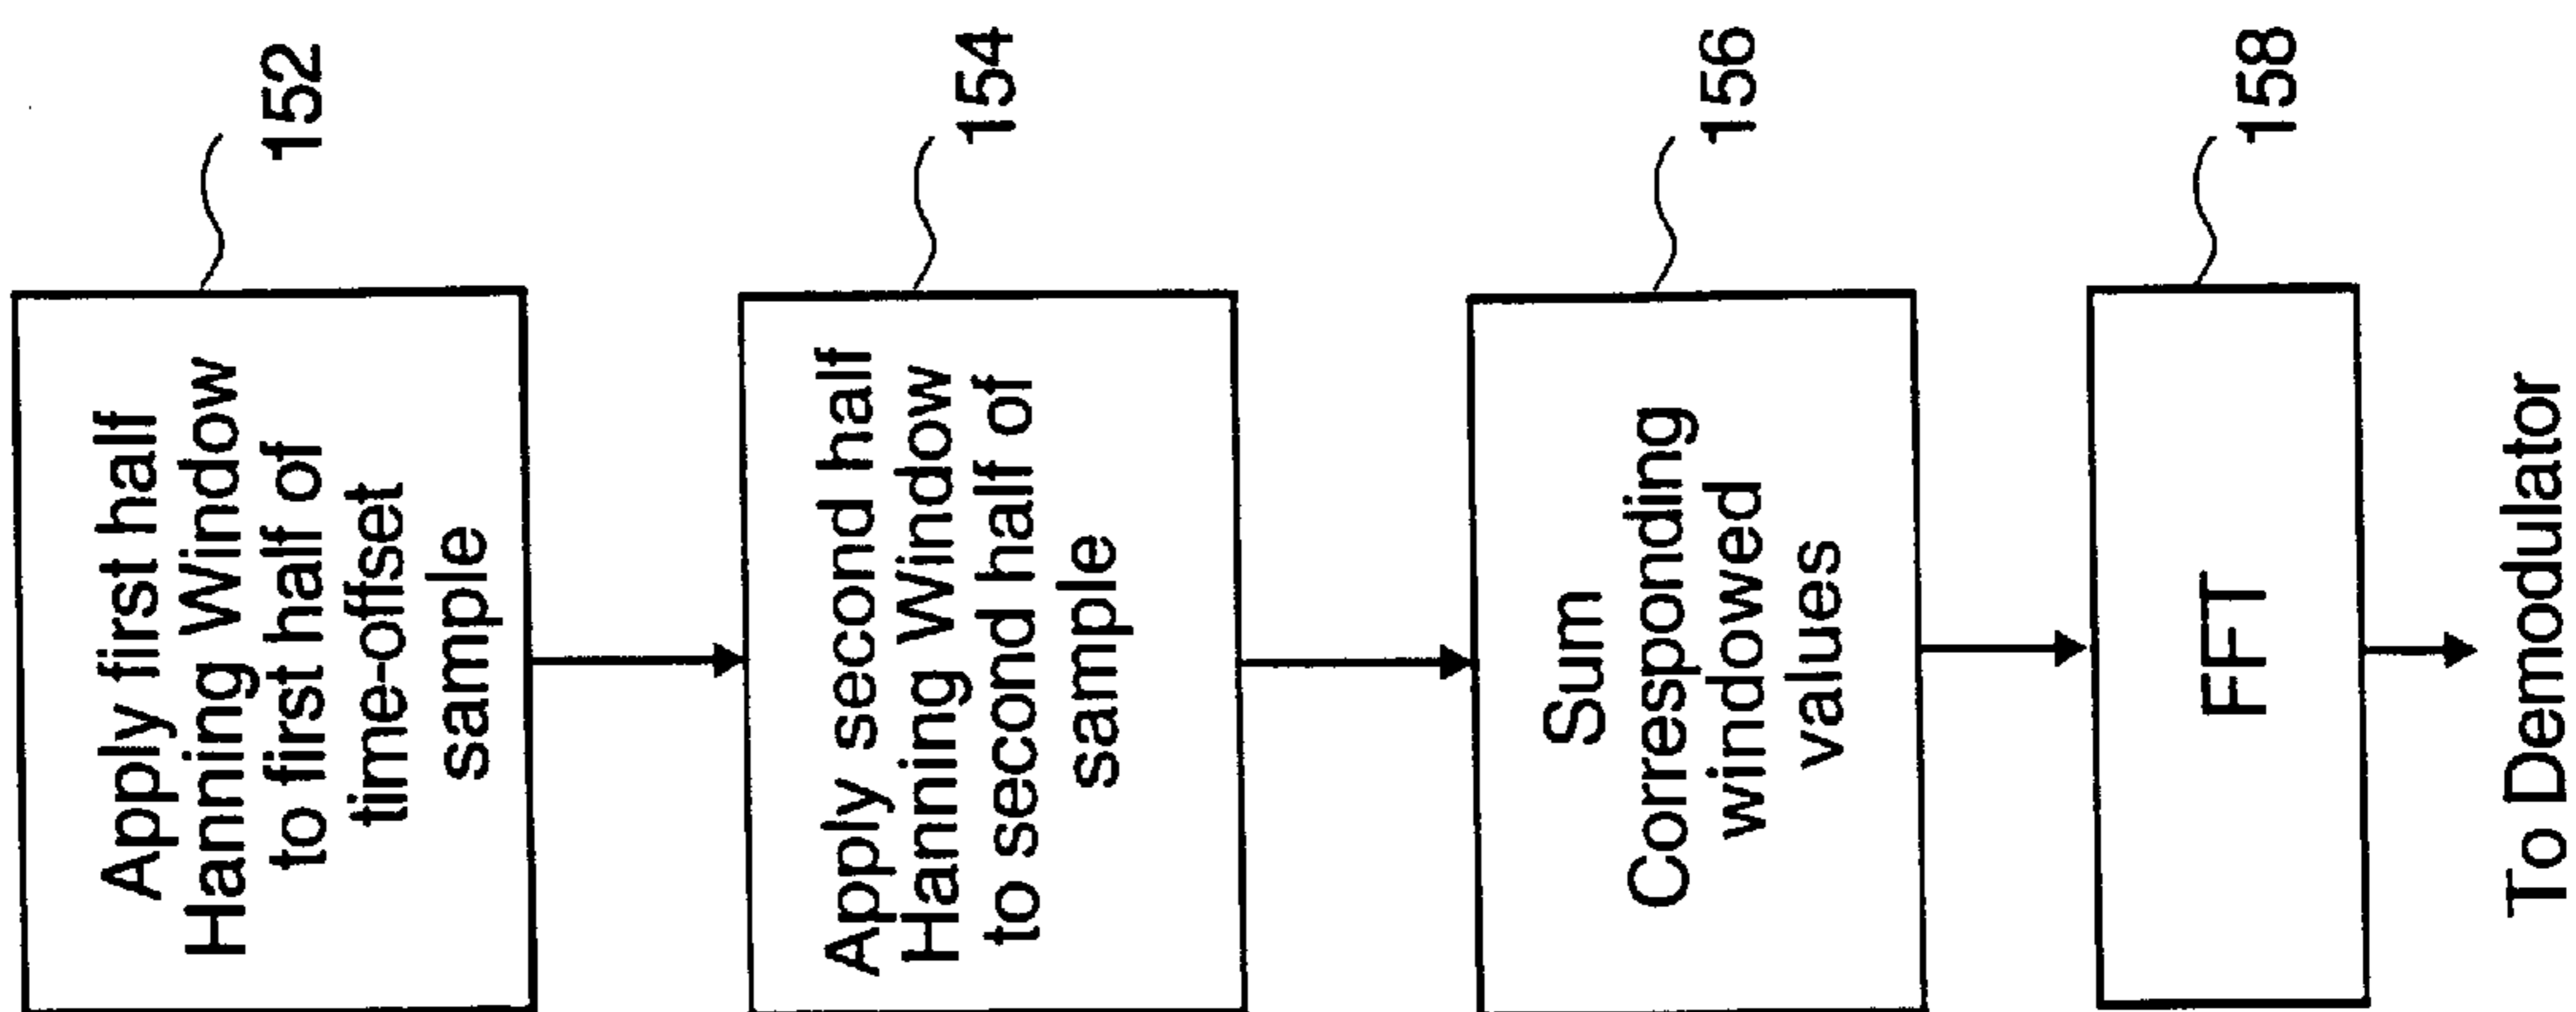 Apply first half
Hanning Window
to first half of
time-offset
sample
152
Apply second half
Hanning Window
to second half of
sample
154
Sum
Corresponding
windowed
values
156
FFT
158
To Demodulator